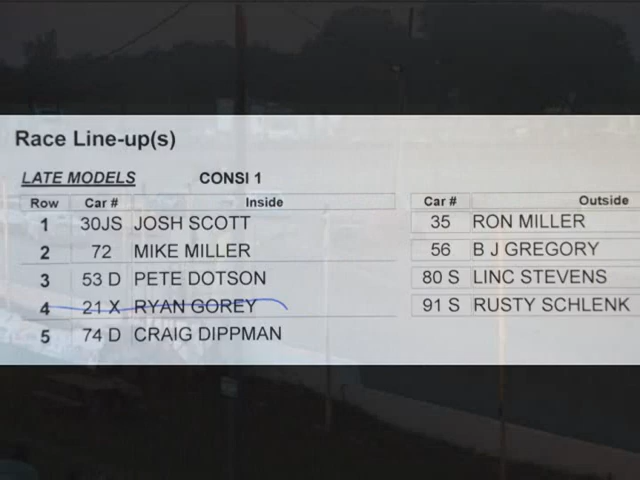 Race Line-up(s)
LATE MODELS CONSI 1
Row Car # Inside Car # Outside
1 30JS JOSH SCOTT 35 RON MILLER
2 72 MIKE MILLER 56 B J GREGORY
3 53 D PETE DOTSON 80 S LINC STEVENS
4 21 X RYAN GOREY 91 S RUSTY SCHLENK
5 74 D CRAIG DIPPMAN